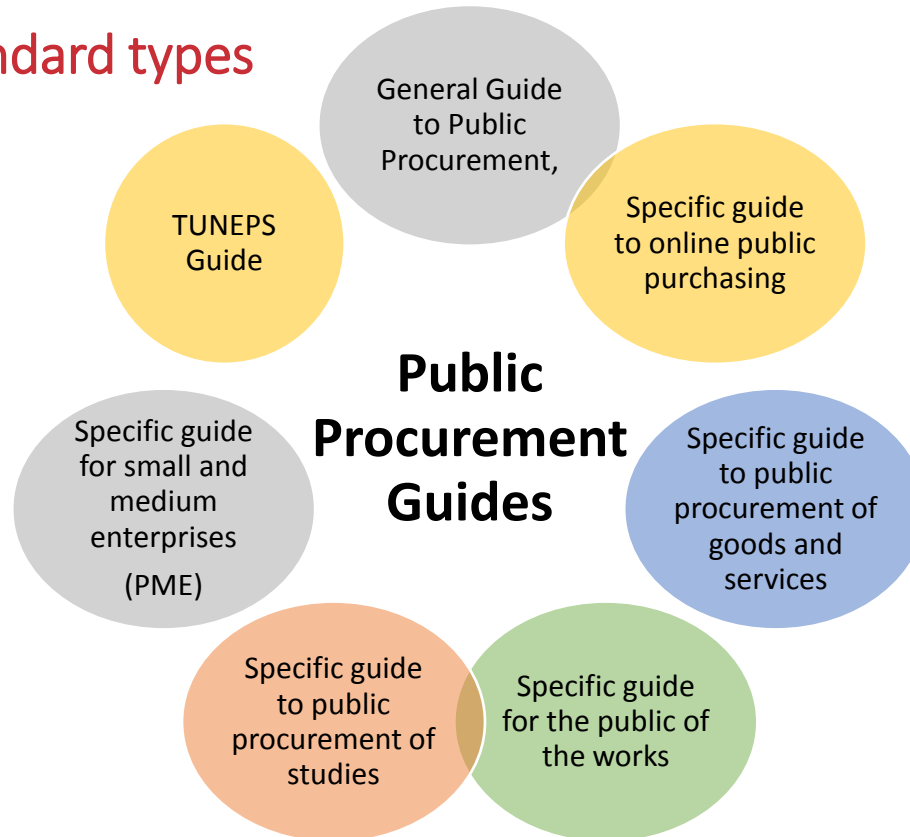 ndard types
General Guide
to Public
Procurement,
TUNEPS
Guide
Specific guide
to online public
purchasing
Public
Procurement
Guides
Specific guide
for small and
medium
enterprises
(PME)
Specific guide
to public
procurement of
goods and
services
Specific guide
to public
procurement of
studies
Specific guide
for the public of
the works